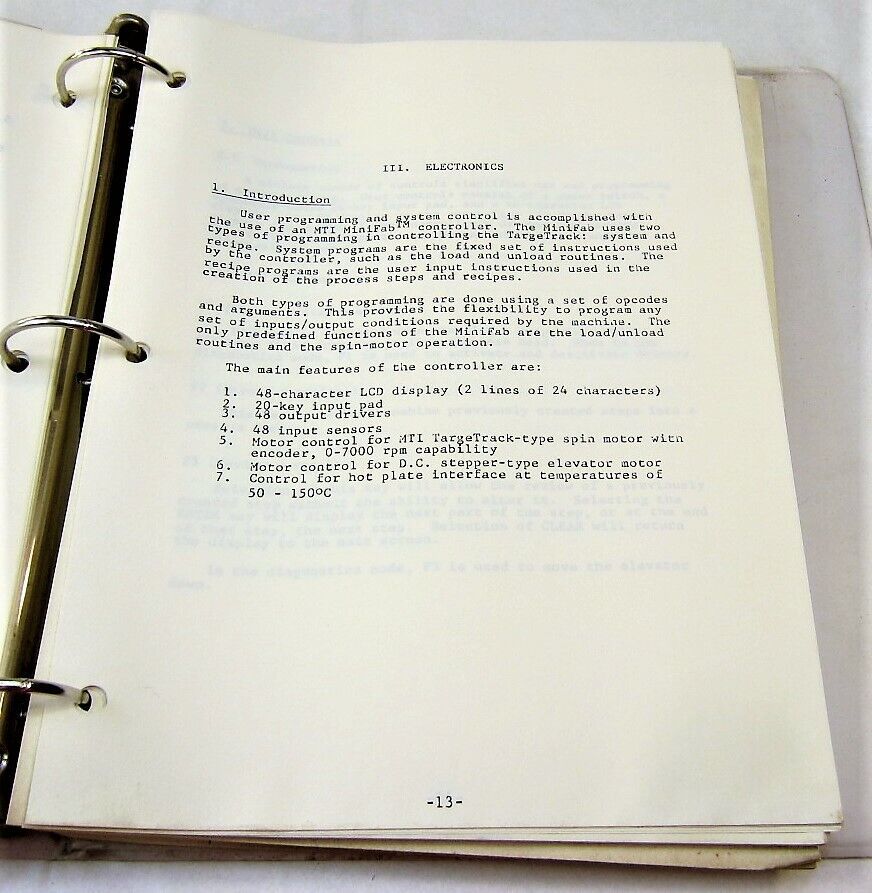 III. ELECTRONICS
1. Introduction
User programming and system control is accomplished with
the use of an MTI MiniFab™ controller. The MiniFab uses two
types of programming in controlling the TargeTrack: system and
recipe. System programs are the fixed set of instructions used
by the controller, such as the load and unload routines. The
recipe programs are the user input instructions used in the
creation of the process steps and recipes.
Both types of programming are done using a set of opcodes
and arguments. This provides the flexibility to program any
set of inputs/output conditions required by the machine. The
only predefined functions of the MiniFab are the load/unload
routines and the spin-motor operation.
The main features of the controller are:
1. 48-character LCD display (2 lines of 24 characters)
2. 20-key input pad
3. 48 output drivers
4. 48 input sensors
5. Motor control for MTI TargeTrack-type spin motor with
encoder, 0-7000 rpm capability
6. Motor control for D.C. stepper-type elevator motor
7. Control for hot plate interface at temperatures of
50 - 150ºC
-13-